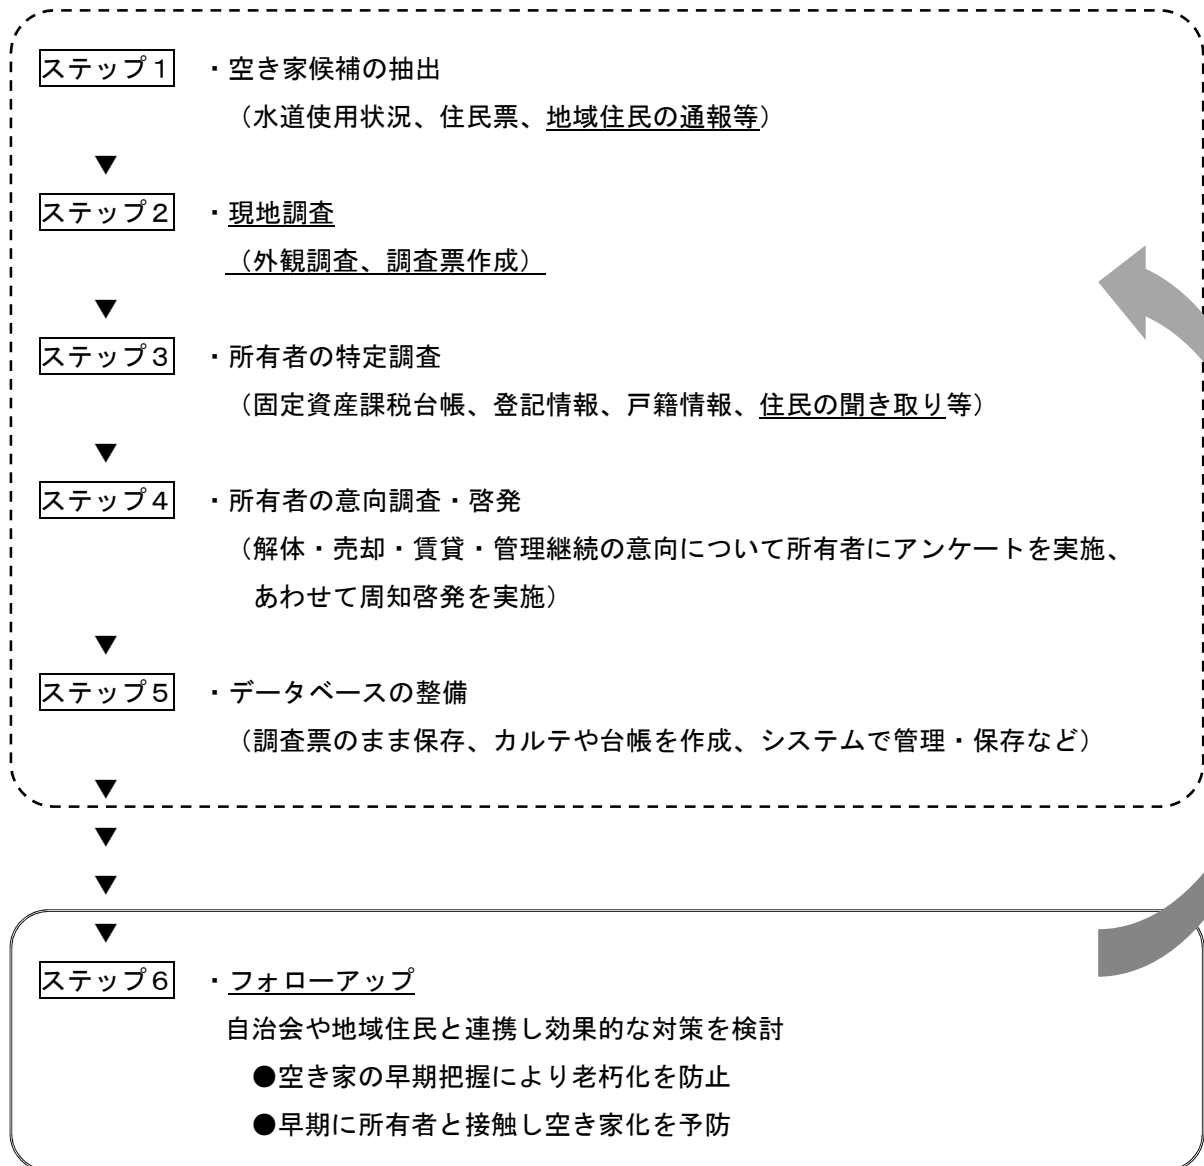 ステップ1 ・空き家候補の抽出
（水道使用状況、住民票、地域住民の通報等）
▼
ステップ2 ・現地調査
（外観調査、調査票作成）
▼
ステップ3 ・所有者の特定調査
（固定資産課税台帳、登記情報、戸籍情報、住民の聞き取り等）
▼
ステップ4 ・所有者の意向調査・啓発
（解体・売却・賃貸・管理継続の意向について所有者にアンケートを実施、
あわせて周知啓発を実施）
▼
ステップ5 ・データベースの整備
（調査票のまま保存、カルテや台帳を作成、システムで管理・保存など）
▼
▼
▼
▼
ステップ6 ・フォローアップ
自治会や地域住民と連携し効果的な対策を検討
●空き家の早期把握により老朽化を防止
●早期に所有者と接触し空き家化を予防